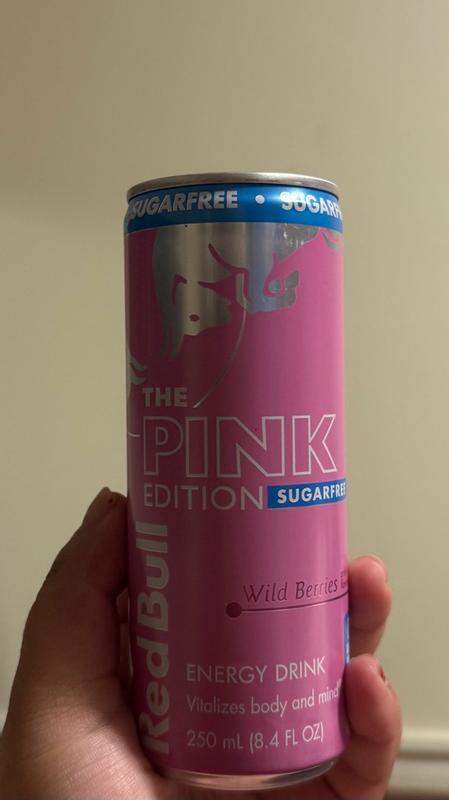 SUGARFREE • SUGARF
THE
PINK
EDITION SUGARFREE
Red Bull
Wild Berries
ENERGY DRINK
Vitalizes body and mind
250 mL (8.4 FL OZ)